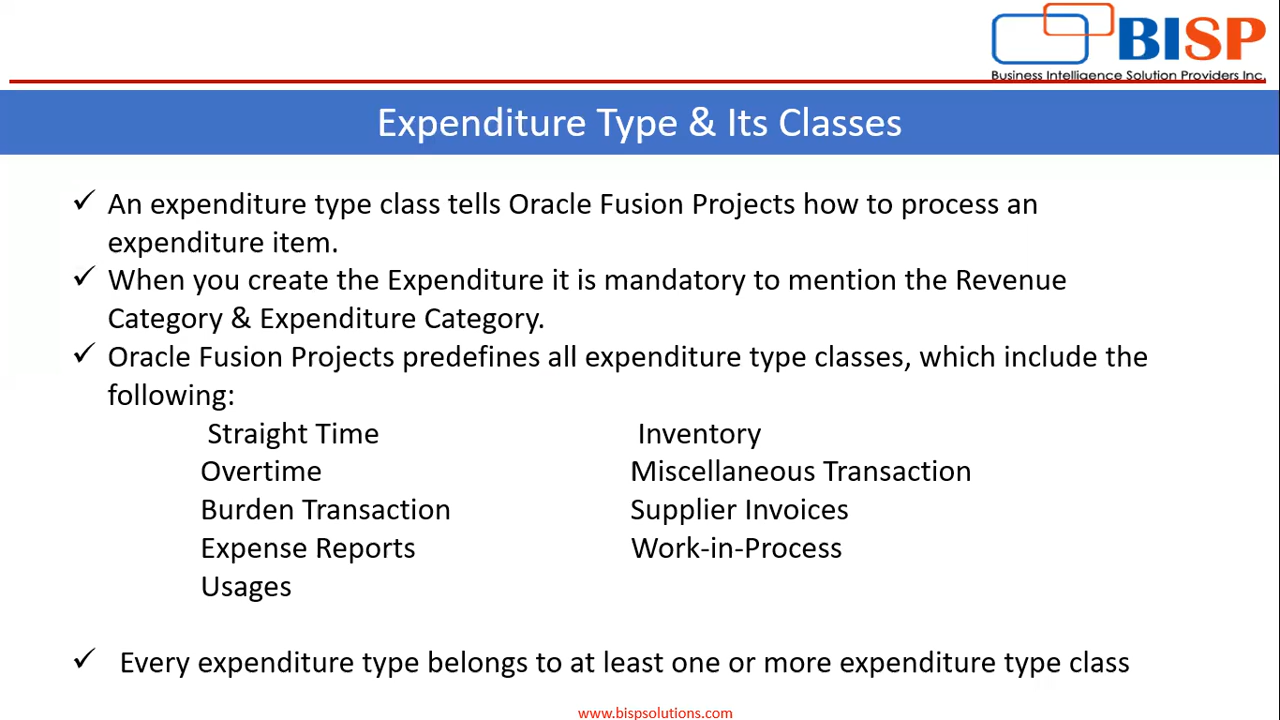 BISP
Business Intelligence Solution Providers Inc.
Expenditure Type & Its Classes
✓ An expenditure type class tells Oracle Fusion Projects how to process an
expenditure item.
✓ When you create the Expenditure it is mandatory to mention the Revenue
Category & Expenditure Category.
✓ Oracle Fusion Projects predefines all expenditure type classes, which include the
following:
Straight Time Inventory
Overtime Miscellaneous Transaction
Burden Transaction Supplier Invoices
Expense Reports Work-in-Process
Usages
✓ Every expenditure type belongs to at least one or more expenditure type class
www.bispsolutions.com